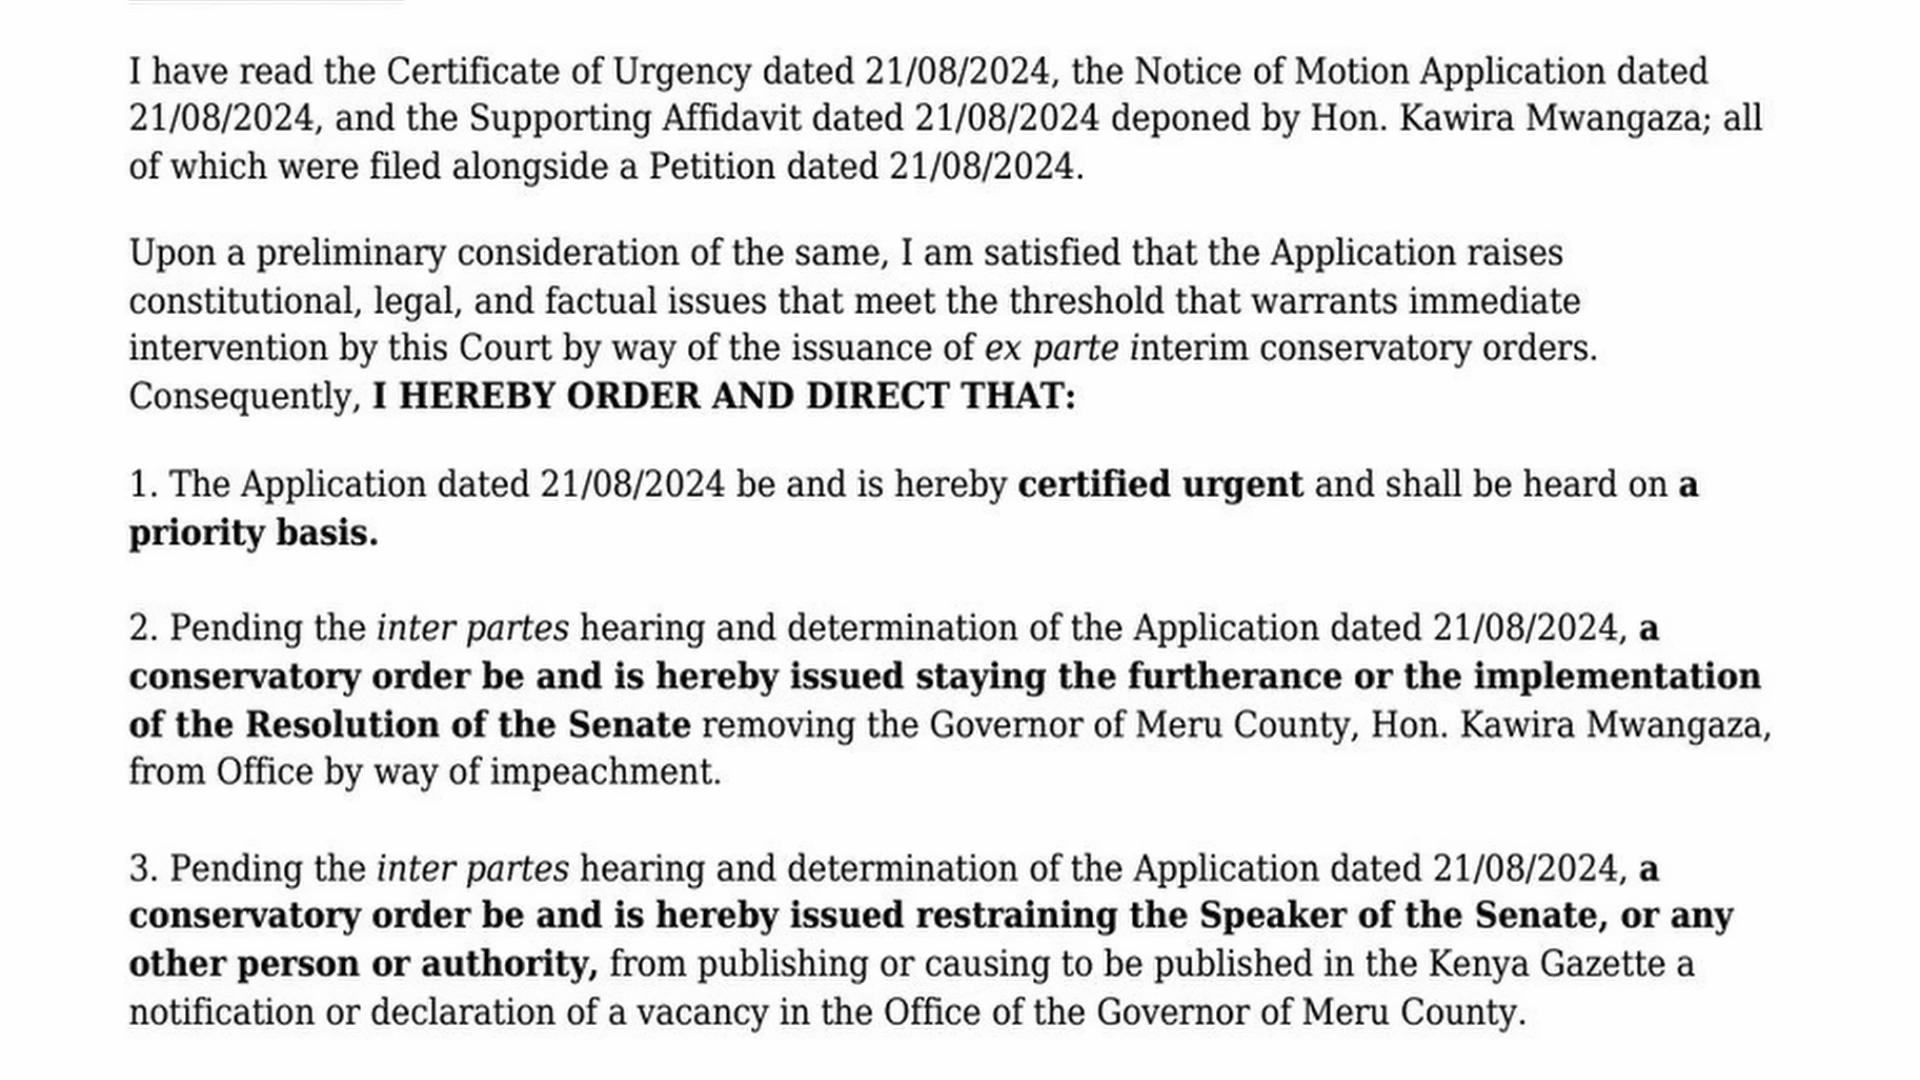 I have read the Certificate of Urgency dated 21/08/2024, the Notice of Motion Application dated
21/08/2024, and the Supporting Affidavit dated 21/08/2024 deponed by Hon. Kawira Mwangaza; all
of which were filed alongside a Petition dated 21/08/2024.
Upon a preliminary consideration of the same, I am satisfied that the Application raises
constitutional, legal, and factual issues that meet the threshold that warrants immediate
intervention by this Court by way of the issuance of ex parte interim conservatory orders.
Consequently, I HEREBY ORDER AND DIRECT THAT:
1. The Application dated 21/08/2024 be and is hereby certified urgent and shall be heard on a
priority basis.
2. Pending the inter partes hearing and determination of the Application dated 21/08/2024, a
conservatory order be and is hereby issued staying the furtherance or the implementation
of the Resolution of the Senate removing the Governor of Meru County, Hon. Kawira Mwangaza,
from Office by way of impeachment.
3. Pending the inter partes hearing and determination of the Application dated 21/08/2024, a
conservatory order be and is hereby issued restraining the Speaker of the Senate, or any
other person or authority, from publishing or causing to be published in the Kenya Gazette a
notification or declaration of a vacancy in the Office of the Governor of Meru County.